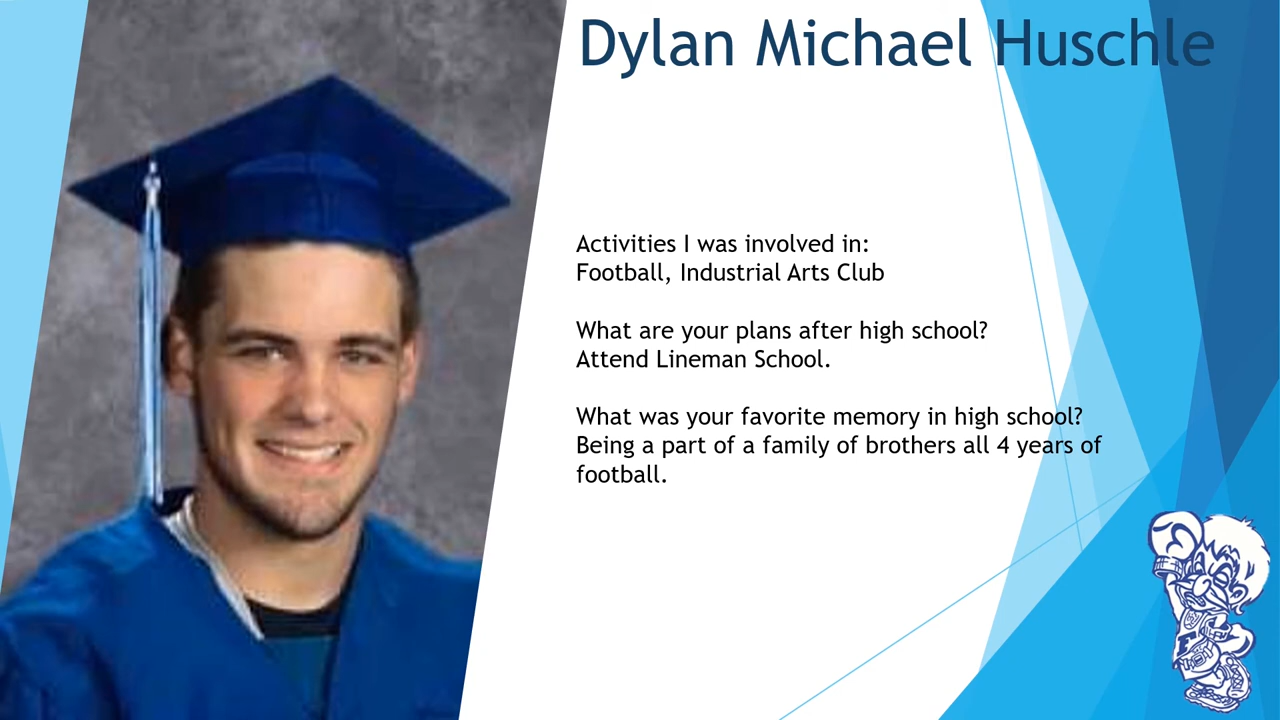 Dylan Michael Huschle
Activities I was involved in:
Football, Industrial Arts Club
What are your plans after high school?
Attend Lineman School.
What was your favorite memory in high school?
Being a part of a family of brothers all 4 years of
football.